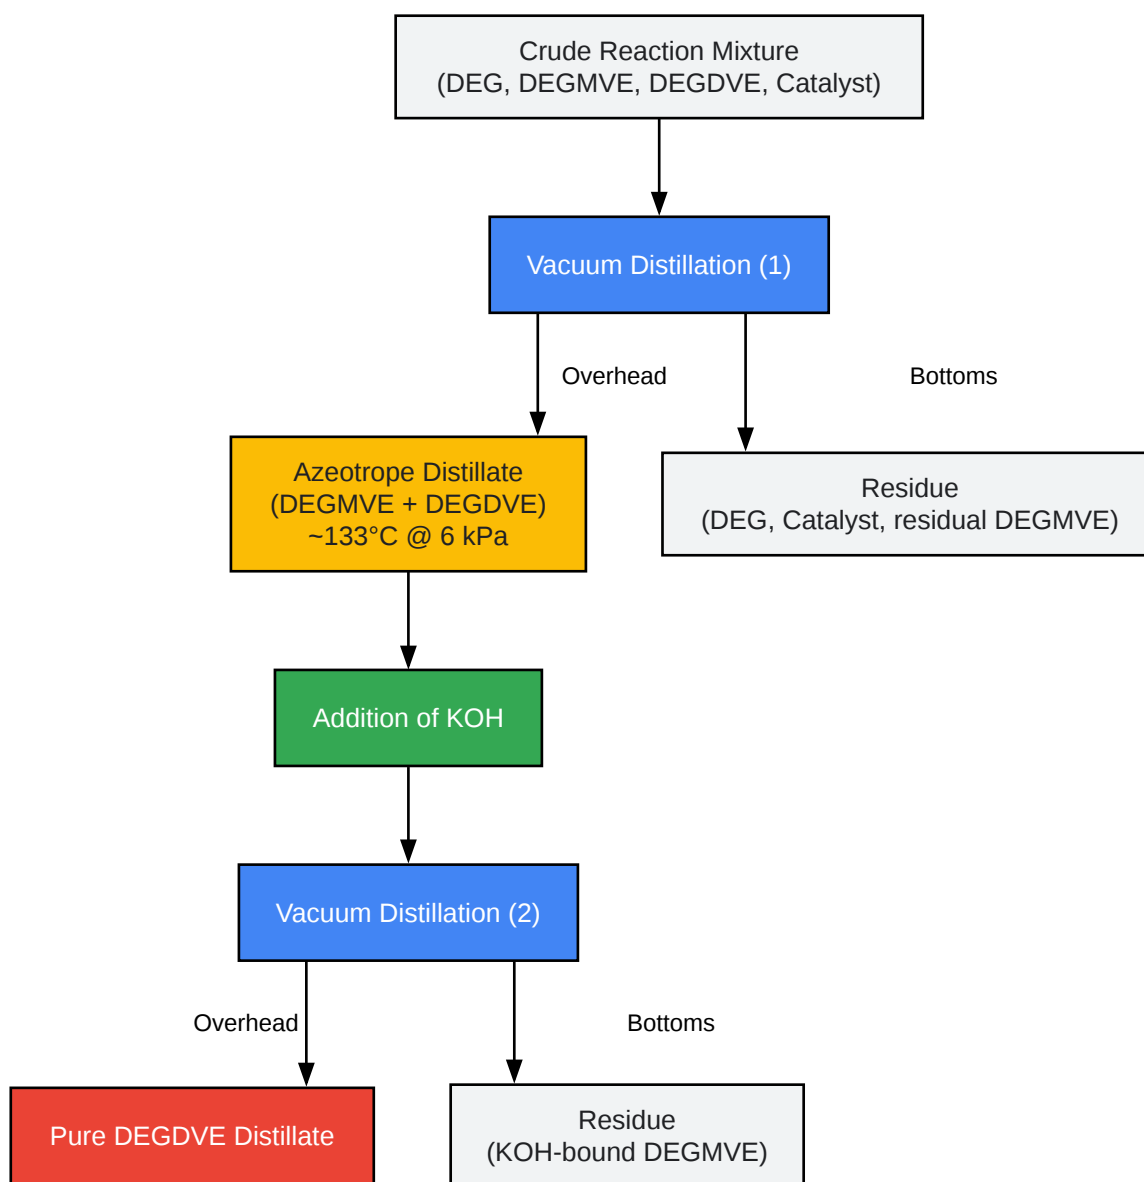 Crude Reaction Mixture
(DEG, DEGMVE, DEGDVE, Catalyst)
Vacuum Distillation (1)
Overhead
Bottoms
Azeotrope Distillate
(DEGMVE + DEGDVE)
~133°C @ 6 kPa
Residue
(DEG, Catalyst, residual DEGMVE)
Addition of KOH
Vacuum Distillation (2)
Overhead
Bottoms
Pure DEGDVE Distillate
Residue
(KOH-bound DEGMVE)